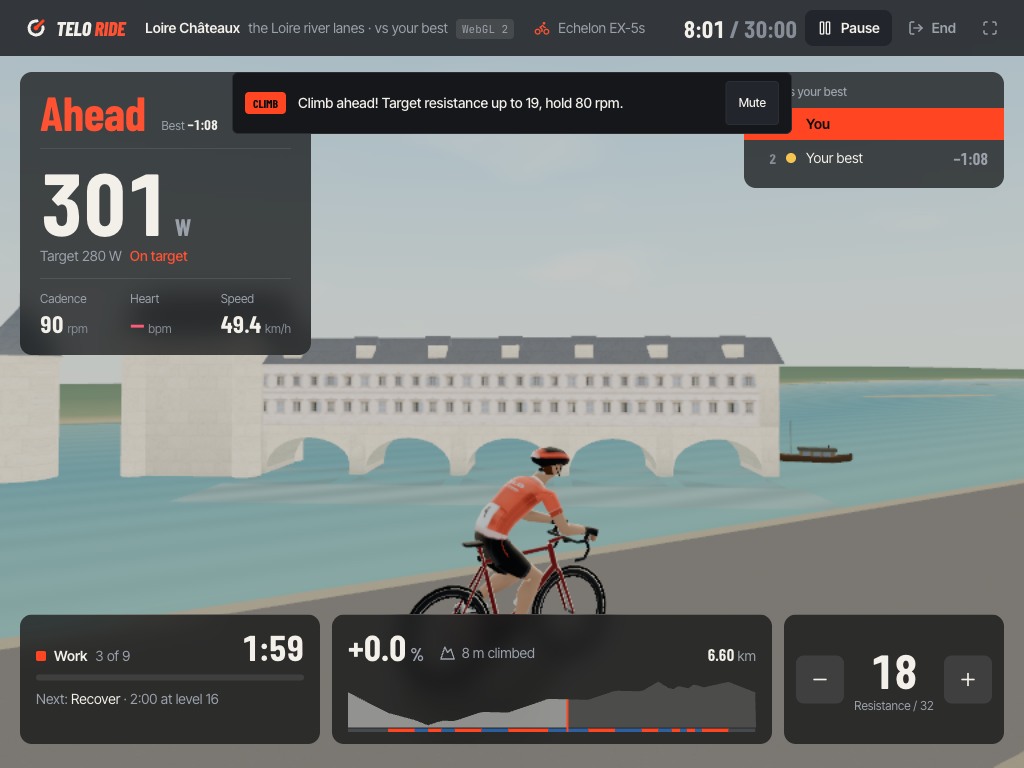 TELO RIDE
Loire Châteaux the Loire river lanes · vs your best WebGL 2
Echelon EX-5s
8:01 / 30:00
Pause
End
CLIMB Climb ahead! Target resistance up to 19, hold 80 rpm.
Mute
Ahead Best −1:08
301 W
Target 280 W On target
Cadence Heart Speed
90 rpm – bpm 49.4 km/h
s your best
You
2 Your best −1:08
Work 3 of 9 1:59
Next: Recover · 2:00 at level 16
+0.0 % 8 m climbed 6.60 km
− 18 +
Resistance / 32